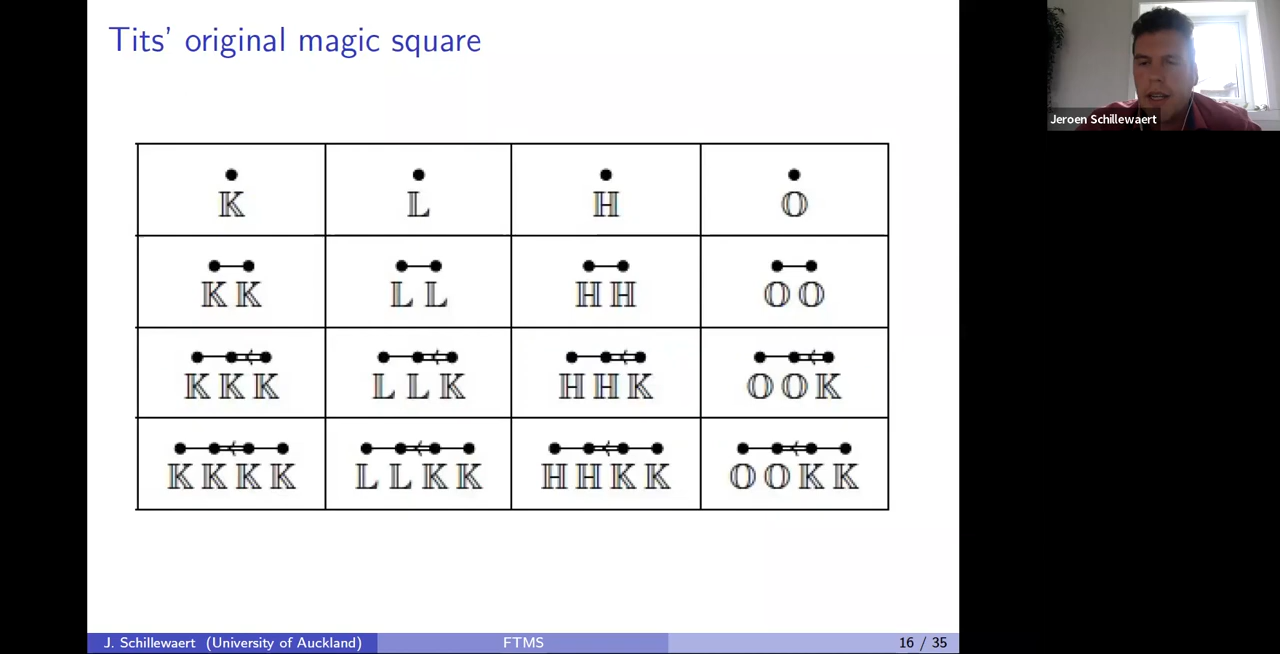 Tits' original magic square
Jeroen Schillewaert
𝕂 𝕃 ℍ 𝕆
𝕂 𝕂 𝕃 𝕃 ℍ ℍ 𝕆 𝕆
𝕂 𝕂 𝕂 𝕃 𝕃 𝕂 ℍ ℍ 𝕂 𝕆 𝕆 𝕂
𝕂 𝕂 𝕂 𝕂 𝕃 𝕃 𝕂 𝕂 ℍ ℍ 𝕂 𝕂 𝕆 𝕆 𝕂 𝕂
J. Schillewaert (University of Auckland) FTMS 16 / 35